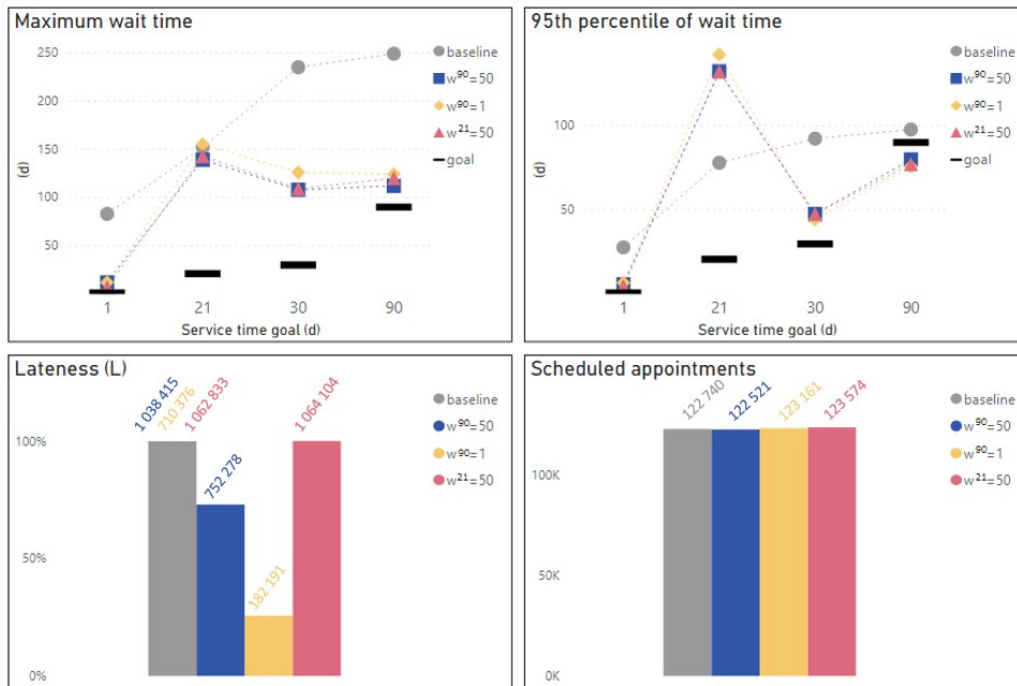 Maximum wait time
250
200
150
100
50
(d)
1
21
30
90
Service time goal (d)
baseline
w⁹⁰=50
w⁹⁰=1
w²¹=50
goal
95th percentile of wait time
100
50
(d)
1
21
30
90
Service time goal (d)
baseline
w⁹⁰=50
w⁹⁰=1
w²¹=50
goal
Lateness (L)
100%
50%
0%
1 038 415
710 376
1 062 833
752 278
182 191
1 064 104
baseline
w⁹⁰=50
w⁹⁰=1
w²¹=50
Scheduled appointments
100K
50K
0K
122 740
122 521
123 161
123 574
baseline
w⁹⁰=50
w⁹⁰=1
w²¹=50